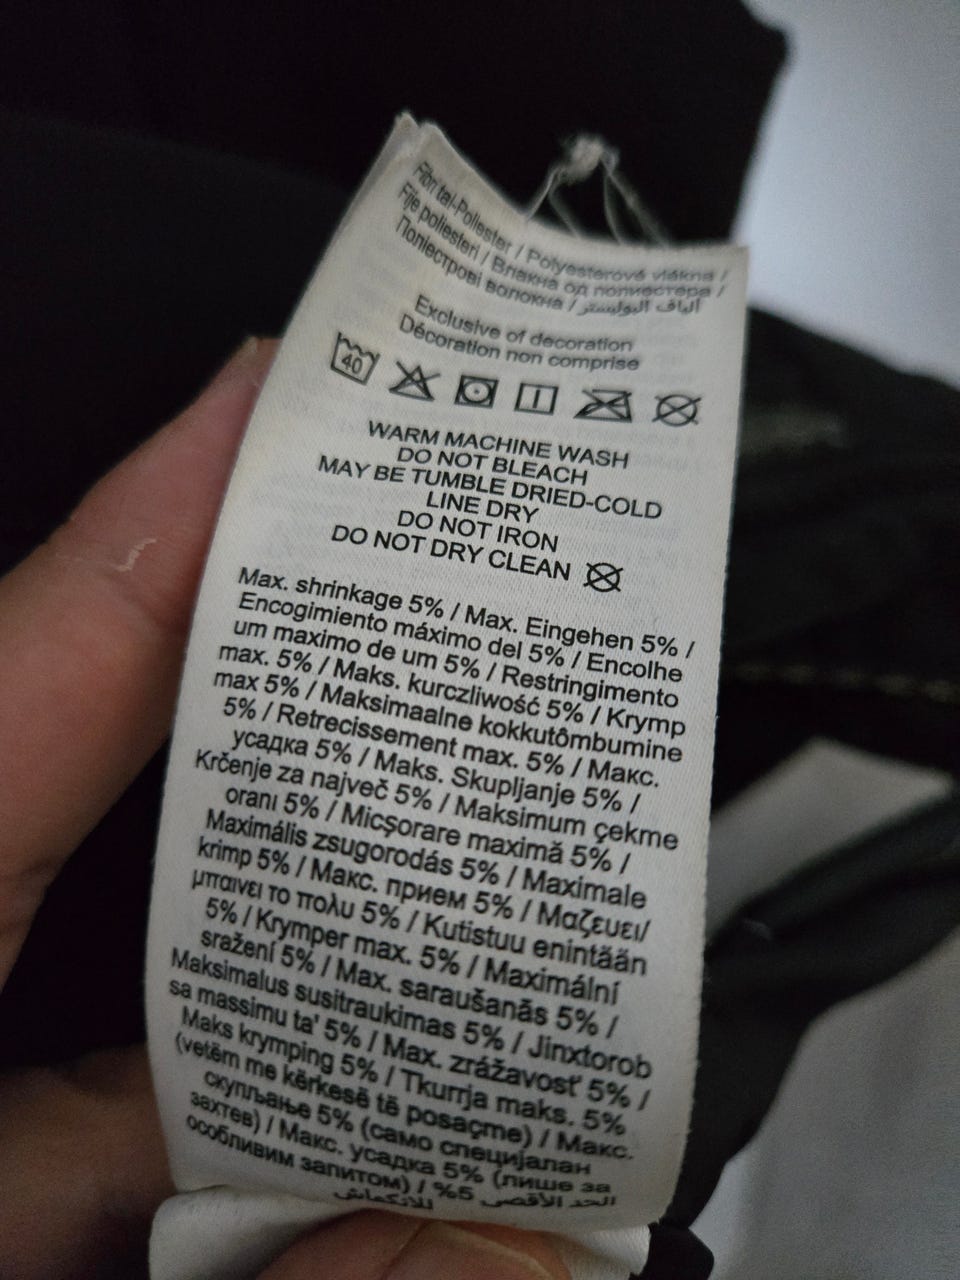 Fibri tal-Poliester / Polyesterové vlákna /
Fije poliesteri / Влакна од полиестера /
Поліестрові волокна / ألياف البوليستر
Exclusive of decoration
Décoration non comprise
40
WARM MACHINE WASH
DO NOT BLEACH
MAY BE TUMBLE DRIED-COLD
LINE DRY
DO NOT IRON
DO NOT DRY CLEAN
Max. shrinkage 5% / Max. Eingehen 5% /
Encogimiento máximo del 5% / Encolhe
um maximo de um 5% / Restringimento
max. 5% / Maks. kurczliwość 5% / Krymp
max 5% / Maksimaalne kokkutômbumine
5% / Retrecissement max. 5% / Макс.
усадка 5% / Maks. Skupljanje 5% /
Krčenje za največ 5% / Maksimum çekme
oranı 5% / Micşorare maximă 5% /
Maximális zsugorodás 5% / Maximale
krimp 5% / Макс. прием 5% / Μαζευει/
μπαινει το πολυ 5% / Kutistuu enintään
5% / Krymper max. 5% / Maximální
sražení 5% / Max. saraušanās 5% /
Maksimalus susitraukimas 5% / Jinxtorob
sa massimu ta' 5% / Max. zrážavosť 5% /
Maks krymping 5% / Tkurrja maks. 5%
(vetëm me kërkesë të posaçme) / Макс.
скупљање 5% (само специјалан
захтев) / Макс. усадка 5% (лише за
особливим запитом) / الحد الأقصى 5%
للانكماش